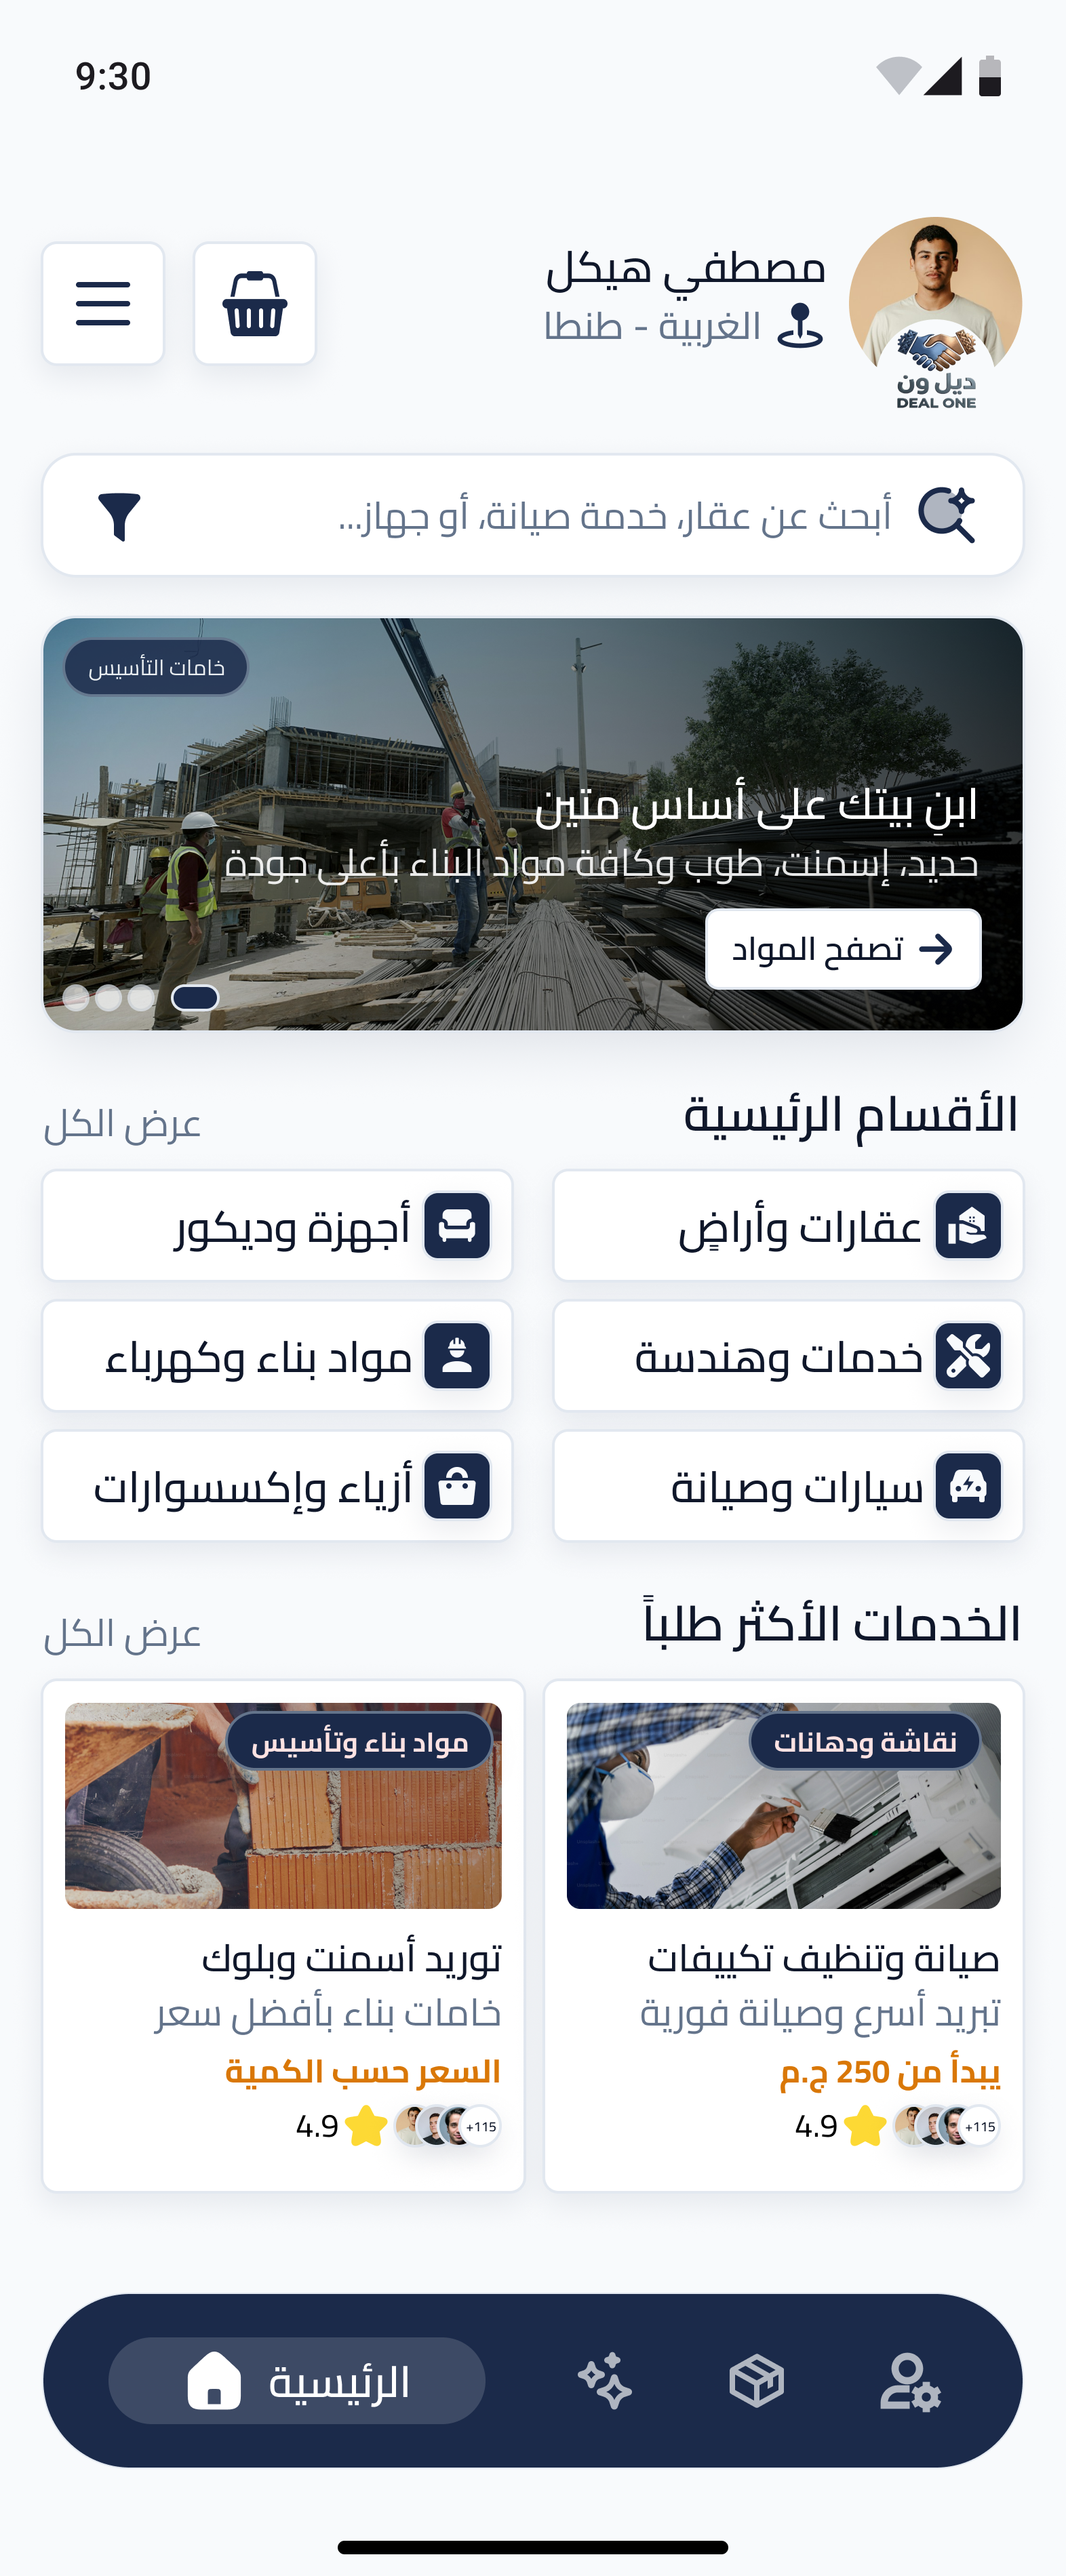 9:30
مصطفي هيكل
الغربية - طنطا
ديل ون
DEAL ONE
أبحث عن عقار، خدمة صيانة، أو جهاز...
خامات التأسيس
ابنِ بيتك على أساس متين
حديد، إسمنت، طوب وكافة مواد البناء بأعلى جودة
تصفح المواد
الأقسام الرئيسية
عرض الكل
عقارات وأراضٍ
أجهزة وديكور
خدمات وهندسة
مواد بناء وكهرباء
سيارات وصيانة
أزياء وإكسسوارات
الخدمات الأكثر طلباً
عرض الكل
نقاشة ودهانات
صيانة وتنظيف تكييفات
تبريد أسرع وصيانة فورية
يبدأ من 250 ج.م
+115
4.9
مواد بناء وتأسيس
توريد أسمنت وبلوك
خامات بناء بأفضل سعر
السعر حسب الكمية
+115
4.9
الرئيسية